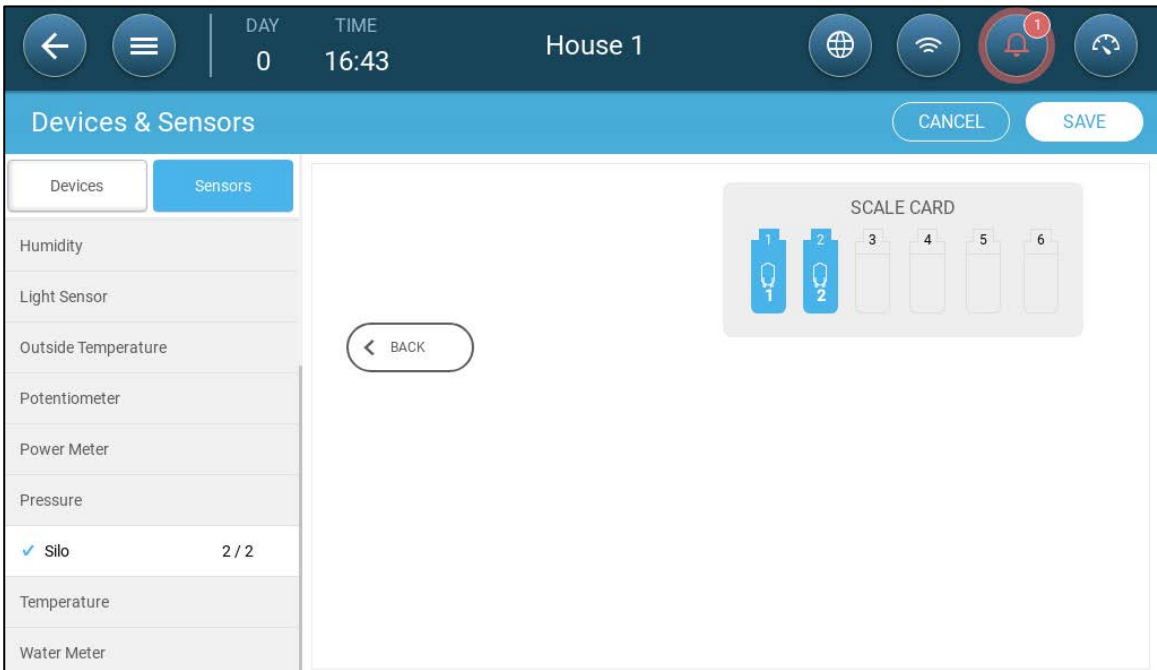 DAY
0
TIME
16:43
House 1
1
Devices & Sensors
CANCEL
SAVE
Devices
Sensors
Humidity
Light Sensor
Outside Temperature
Potentiometer
Power Meter
Pressure
Silo 2 / 2
Temperature
Water Meter
BACK
SCALE CARD
1 2 3 4 5 6
1 2